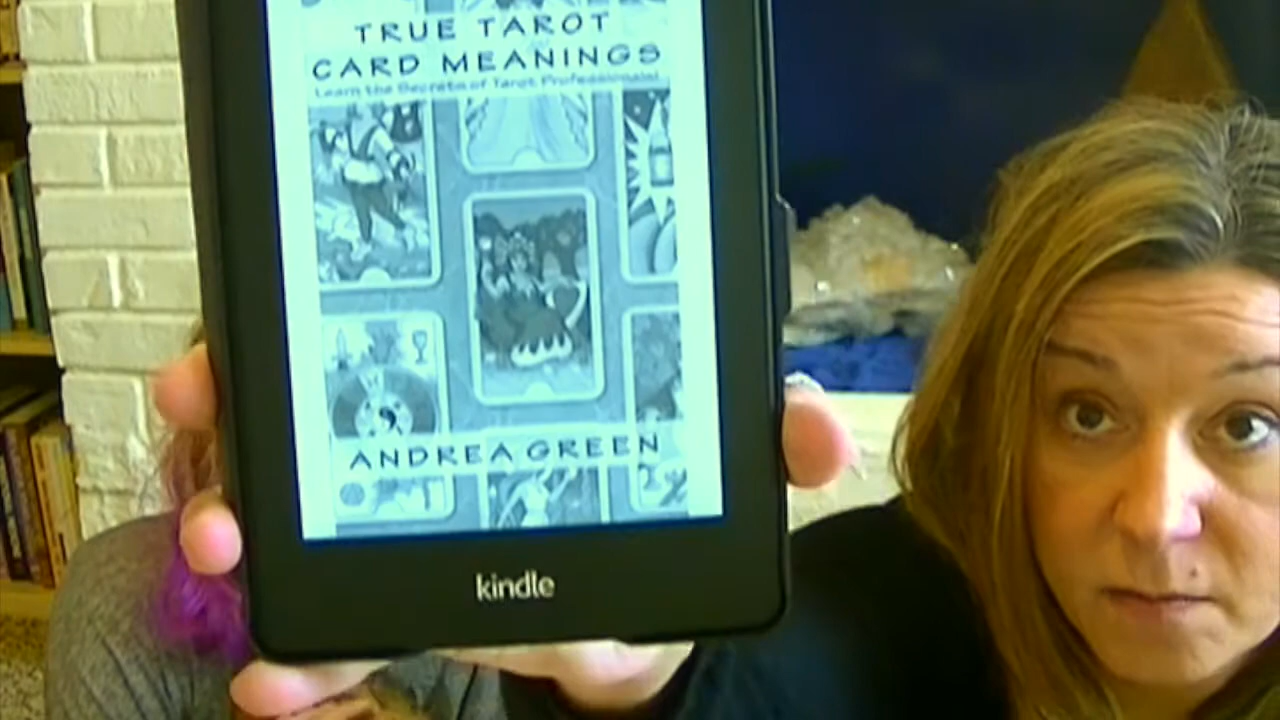 TRUE TAROT
CARD MEANINGS
Learn the Secrets of Tarot Professionals!
ANDREA GREEN
kindle